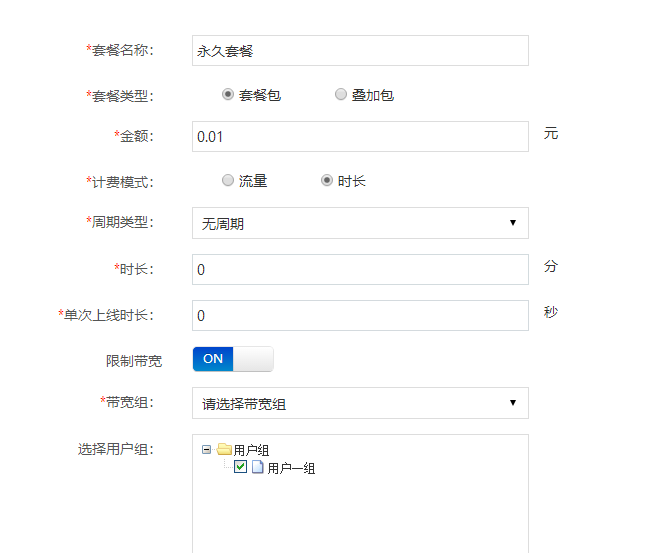 *套餐名称： 永久套餐
*套餐类型： 套餐包 叠加包
*金额： 0.01 元
*计费模式： 流量 时长
*周期类型： 无周期
*时长： 0 分
*单次上线时长： 0 秒
限制带宽 ON
*带宽组： 请选择带宽组
选择用户组： 用户组
用户一组